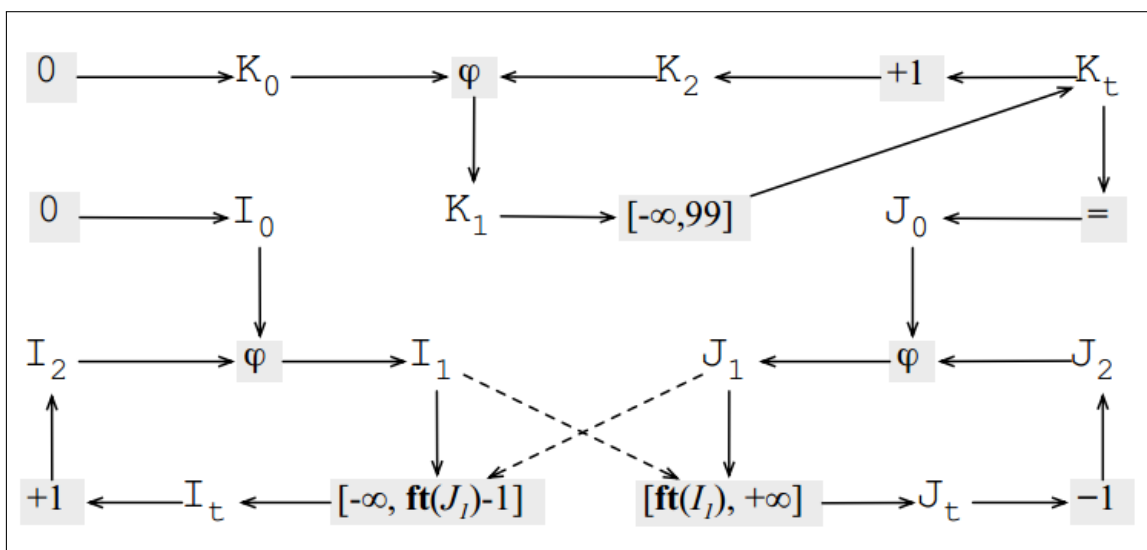 0 K₀ φ K₂ +1 Kₜ
0 I₀ K₁ [-∞,99] J₀ =
I₂ φ I₁ J₁ φ J₂
+1 Iₜ [-∞, ft(J₁)-1] [ft(I₁), +∞] Jₜ −1